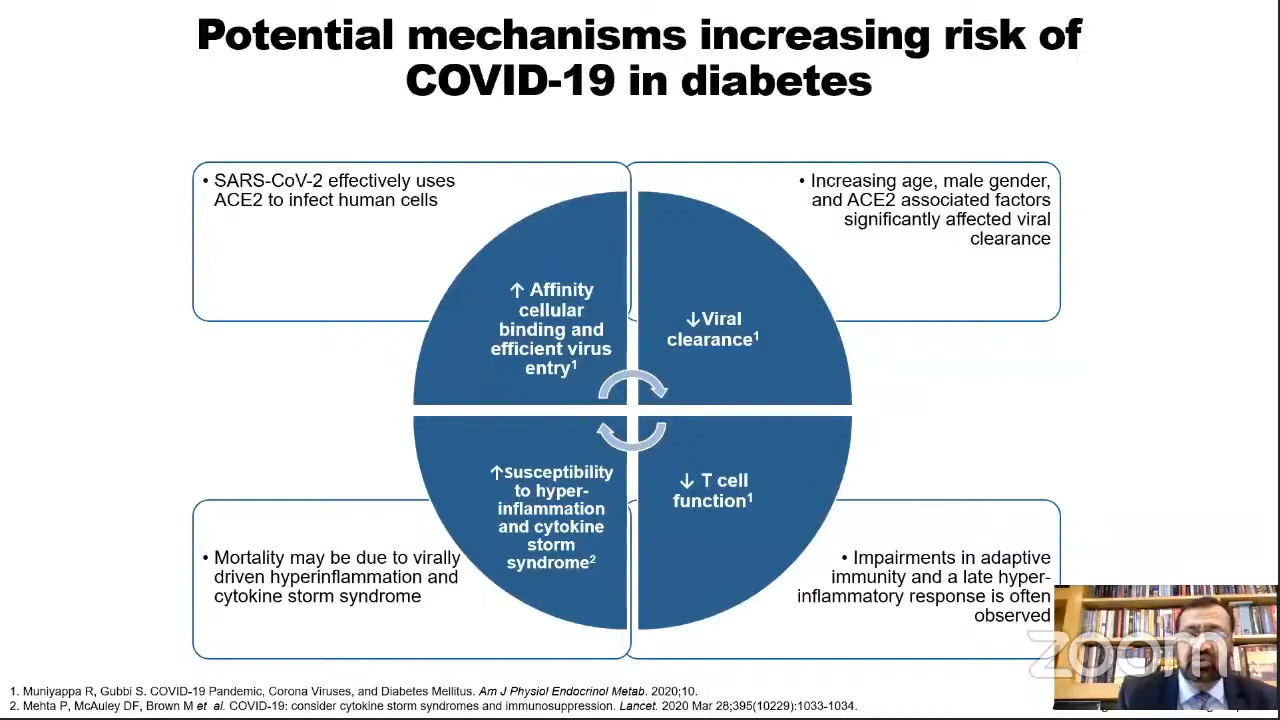 Potential mechanisms increasing risk of
COVID-19 in diabetes
• SARS-CoV-2 effectively uses
ACE2 to infect human cells
• Increasing age, male gender,
and ACE2 associated factors
significantly affected viral
clearance
↑ Affinity
cellular
binding and
efficient virus
entry¹
↓Viral
clearance¹
↑Susceptibility
to hyper-
inflammation
and cytokine
storm
syndrome²
↓ T cell
function¹
• Mortality may be due to virally
driven hyperinflammation and
cytokine storm syndrome
• Impairments in adaptive
immunity and a late hyper-
inflammatory response is often
observed
zoom
1. Muniyappa R, Gubbi S. COVID-19 Pandemic, Corona Viruses, and Diabetes Mellitus. Am J Physiol Endocrinol Metab. 2020;10.
2. Mehta P, McAuley DF, Brown M et al. COVID-19: consider cytokine storm syndromes and immunosuppression. Lancet. 2020 Mar 28;395(10229):1033-1034.